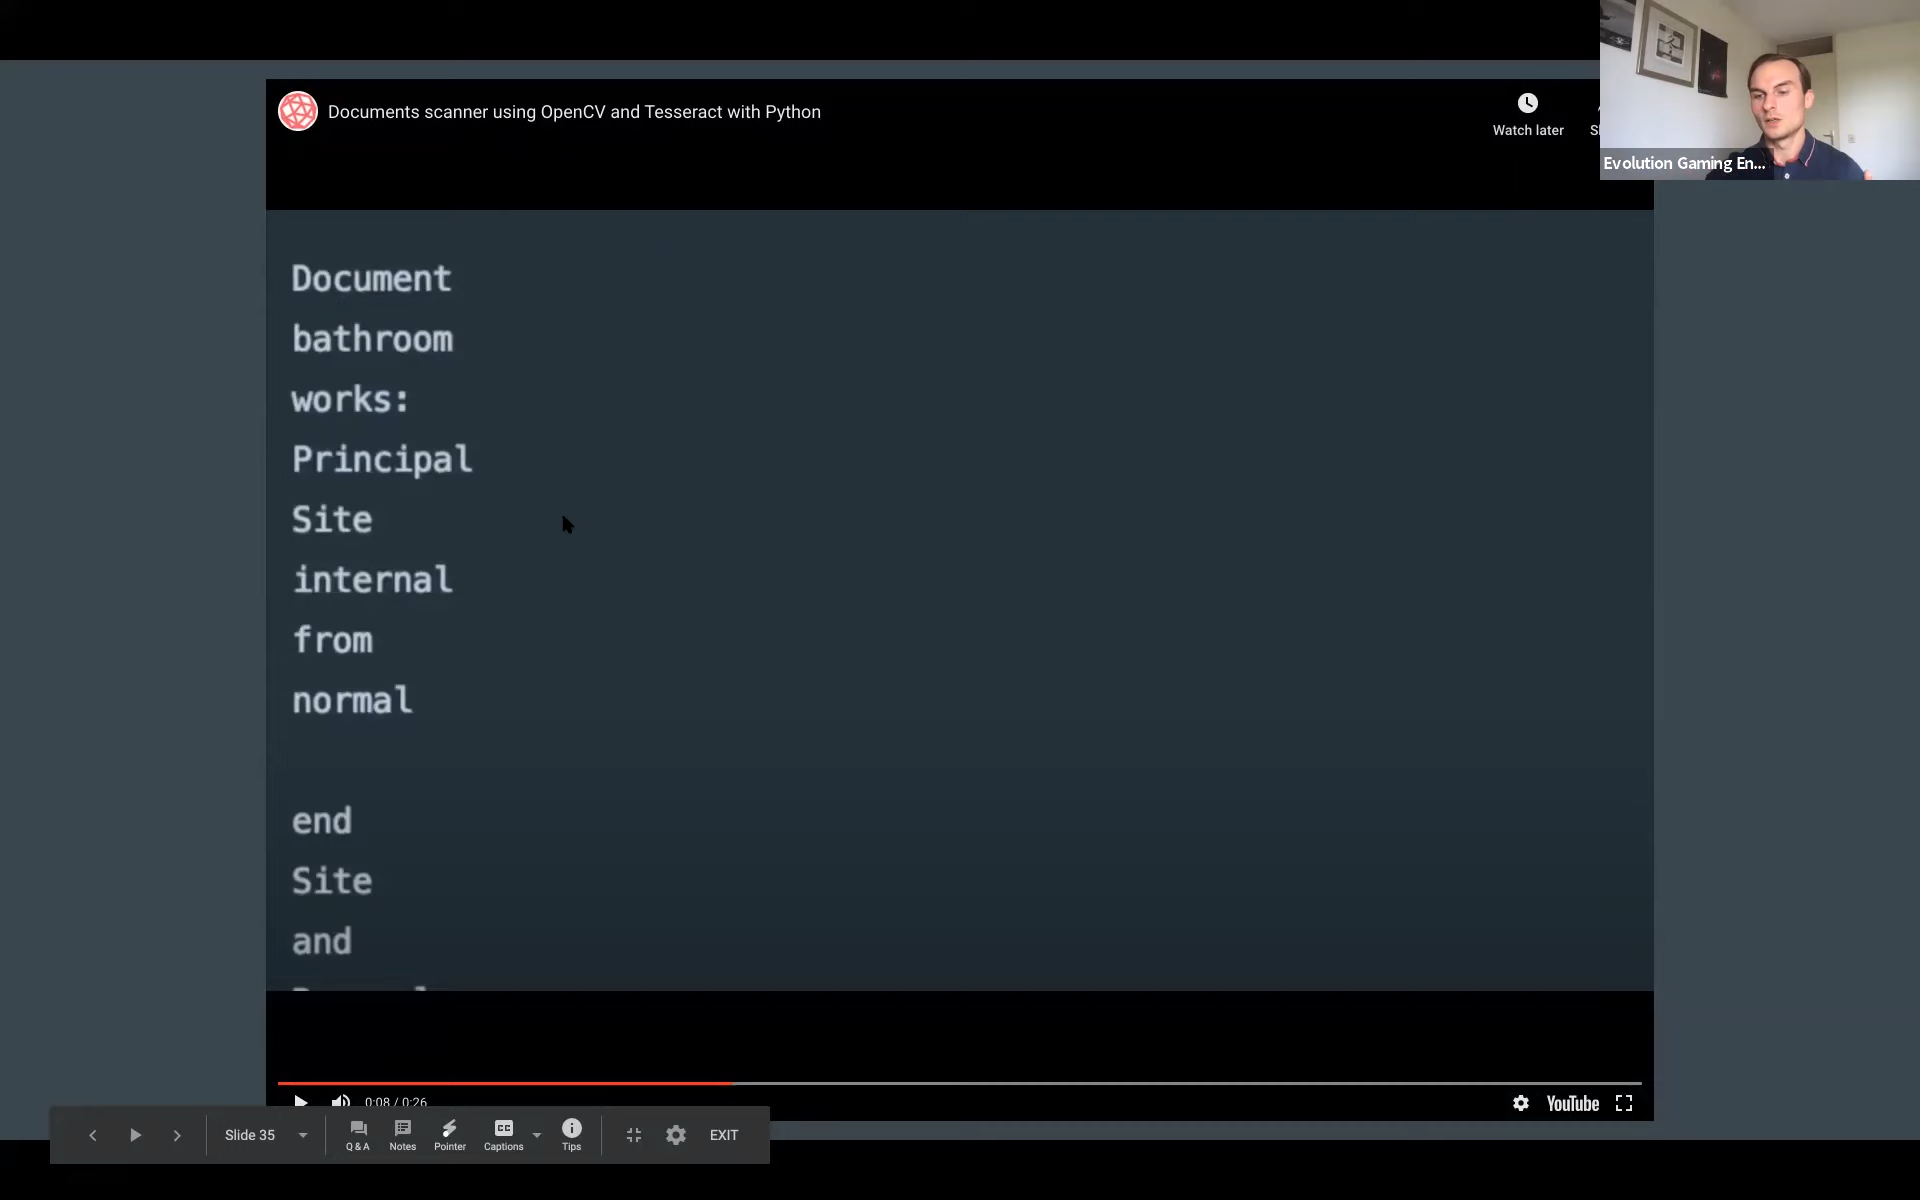 Documents scanner using OpenCV and Tesseract with Python
Watch later
Evolution Gaming En...
Document
bathroom
works:
Principal
Site
internal
from
normal
end
Site
and
0:08 / 0:26
YouTube
Slide 35
Q & A
Notes
Pointer
CC
Captions
Tips
EXIT